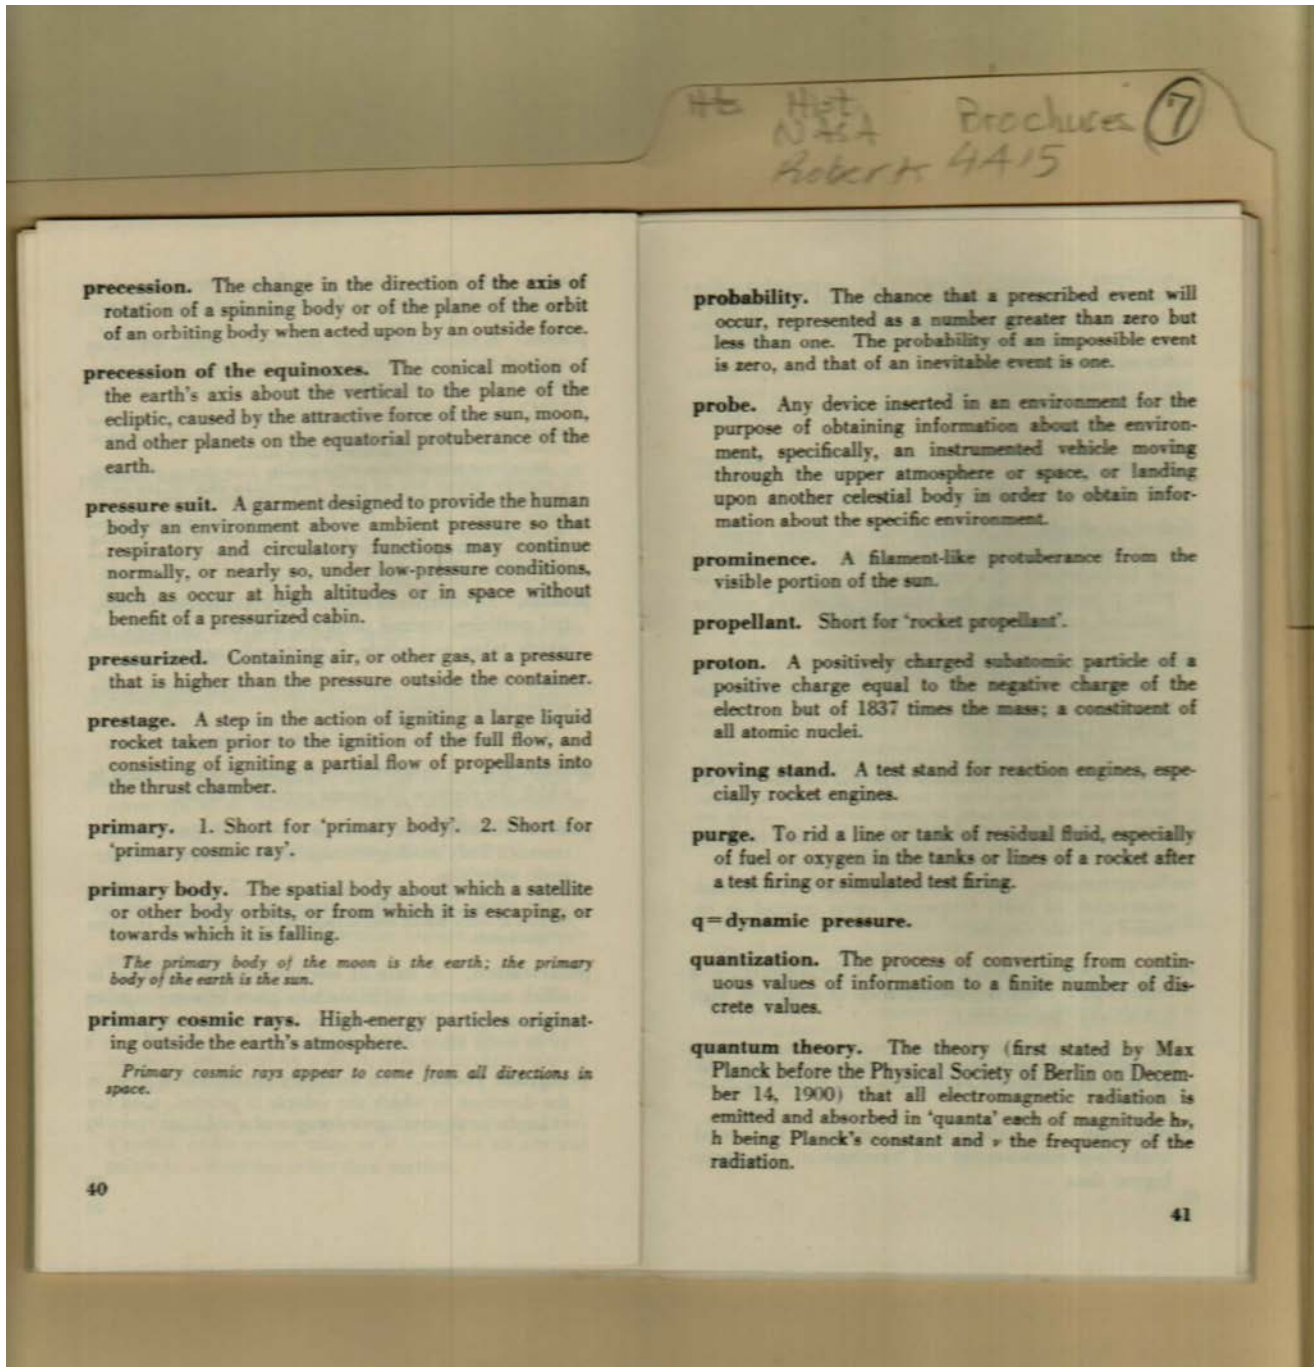 Hist Brochures 7
NASA
Robert 4A15
precession. The change in the direction of the axis of
rotation of a spinning body or of the plane of the orbit
of an orbiting body when acted upon by an outside force.
precession of the equinoxes. The conical motion of
the earth's axis about the vertical to the plane of the
ecliptic, caused by the attractive force of the sun, moon,
and other planets on the equatorial protuberance of the
earth.
pressure suit. A garment designed to provide the human
body an environment above ambient pressure so that
respiratory and circulatory functions may continue
normally, or nearly so, under low-pressure conditions,
such as occur at high altitudes or in space without
benefit of a pressurized cabin.
pressurized. Containing air, or other gas, at a pressure
that is higher than the pressure outside the container.
prestage. A step in the action of igniting a large liquid
rocket taken prior to the ignition of the full flow, and
consisting of igniting a partial flow of propellants into
the thrust chamber.
primary. 1. Short for 'primary body'. 2. Short for
'primary cosmic ray'.
primary body. The spatial body about which a satellite
or other body orbits, or from which it is escaping, or
towards which it is falling.
The primary body of the moon is the earth; the primary
body of the earth is the sun.
primary cosmic rays. High-energy particles originat-
ing outside the earth's atmosphere.
Primary cosmic rays appear to come from all directions in
space.
40
probability. The chance that a prescribed event will
occur, represented as a number greater than zero but
less than one. The probability of an impossible event
is zero, and that of an inevitable event is one.
probe. Any device inserted in an environment for the
purpose of obtaining information about the environ-
ment, specifically, an instrumented vehicle moving
through the upper atmosphere or space, or landing
upon another celestial body in order to obtain infor-
mation about the specific environment.
prominence. A filament-like protuberance from the
visible portion of the sun.
propellant. Short for 'rocket propellant'.
proton. A positively charged subatomic particle of a
positive charge equal to the negative charge of the
electron but of 1837 times the mass; a constituent of
all atomic nuclei.
proving stand. A test stand for reaction engines, espe-
cially rocket engines.
purge. To rid a line or tank of residual fluid, especially
of fuel or oxygen in the tanks or lines of a rocket after
a test firing or simulated test firing.
q=dynamic pressure.
quantization. The process of converting from contin-
uous values of information to a finite number of dis-
crete values.
quantum theory. The theory (first stated by Max
Planck before the Physical Society of Berlin on Decem-
ber 14, 1900) that all electromagnetic radiation is
emitted and absorbed in 'quanta' each of magnitude hν,
h being Planck's constant and ν the frequency of the
radiation.
41